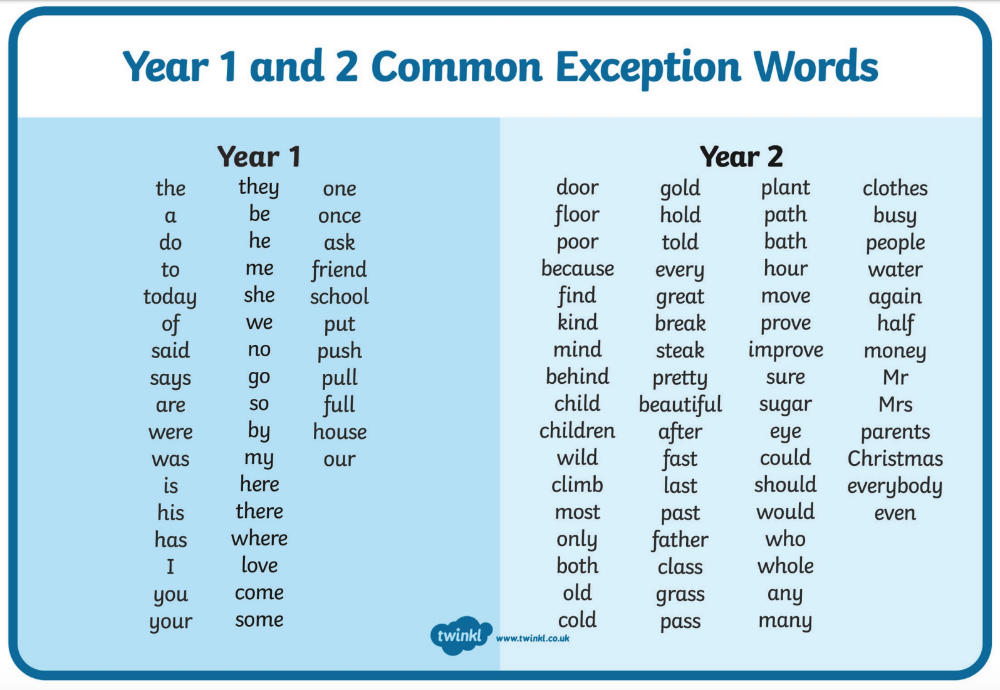 Year 1 and 2 Common Exception Words
Year 1
the they one
a be once
do he ask
to me friend
today she school
of we put
said no push
says go pull
are so full
were by house
was my our
is here
his there
has where
I love
you come
your some
Year 2
door gold plant clothes
floor hold path busy
poor told bath people
because every hour water
find great move again
kind break prove half
mind steak improve money
behind pretty sure Mr
child beautiful sugar Mrs
children after eye parents
wild fast could Christmas
climb last should everybody
most past would even
only father who
both class whole
old grass any
cold pass many
twinkl www.twinkl.co.uk